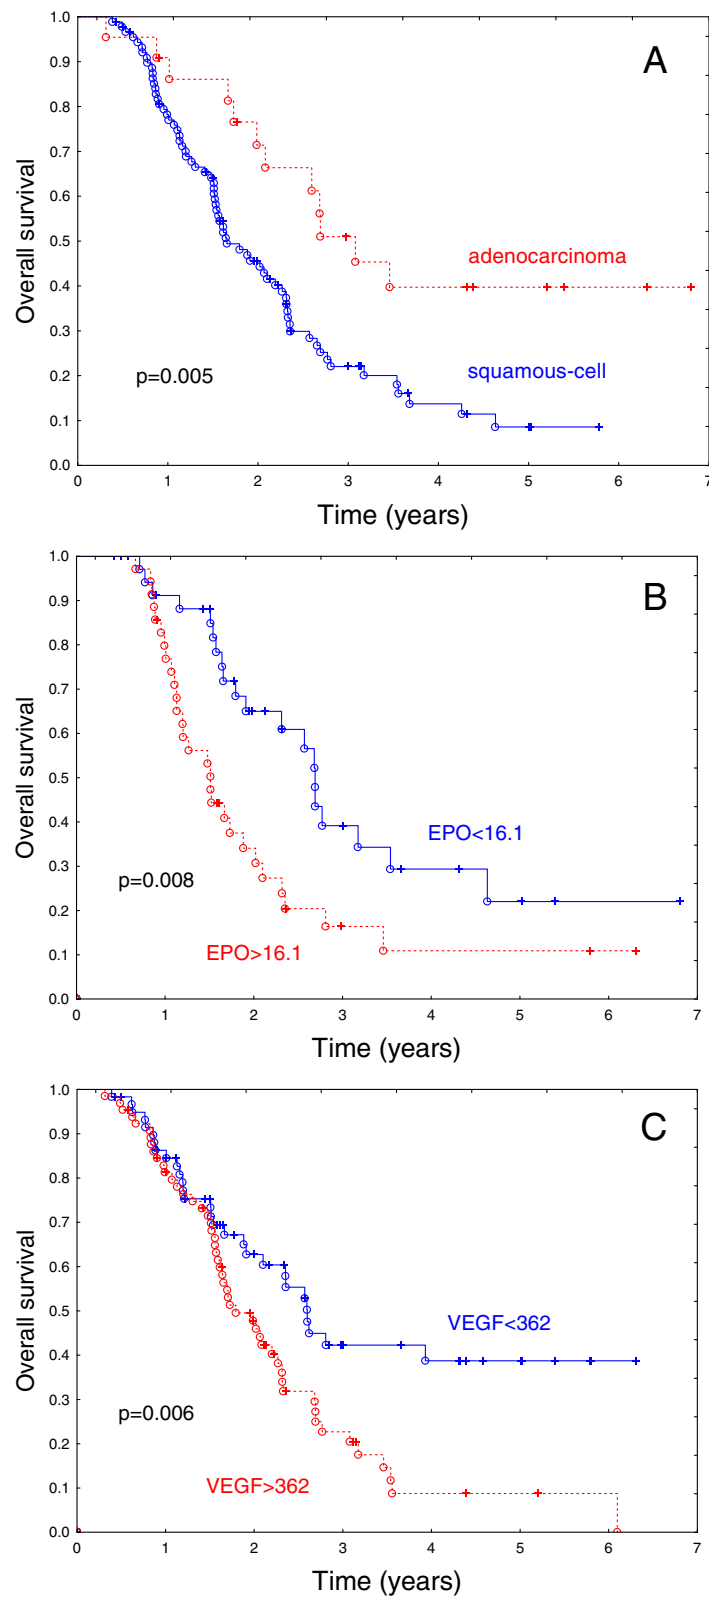 A
1.0
0.9
0.8
0.7
0.6
0.5
0.4
0.3
0.2
0.1
0.0
Overall survival
adenocarcinoma
squamous-cell
p=0.005
1 2 3 4 5 6 7
Time (years)
B
1.0
0.9
0.8
0.7
0.6
0.5
0.4
0.3
0.2
0.1
0.0
Overall survival
EPO<16.1
p=0.008
EPO>16.1
0 1 2 3 4 5 6 7
Time (years)
C
1.0
0.9
0.8
0.7
0.6
0.5
0.4
0.3
0.2
0.1
0.0
Overall survival
VEGF<362
p=0.006
VEGF>362
0 1 2 3 4 5 6 7
Time (years)